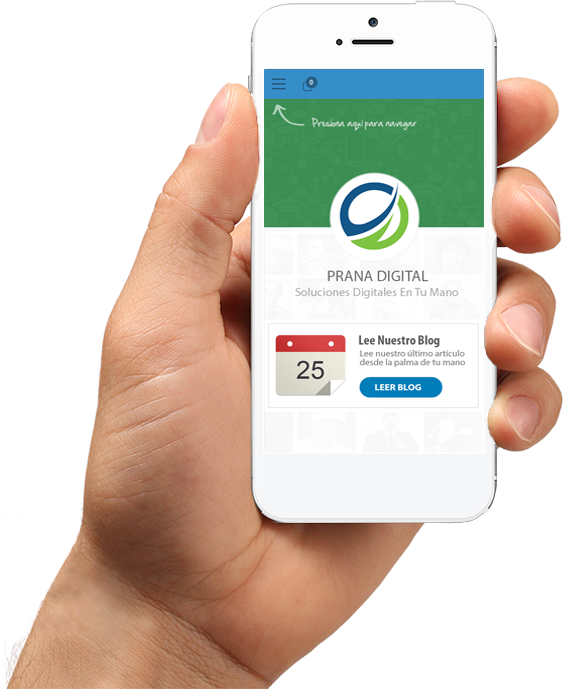 0
Presiona aquí para navegar
PRANA DIGITAL
Soluciones Digitales En Tu Mano
25
Lee Nuestro Blog
Lee nuestro último artículo
desde la palma de tu mano
LEER BLOG